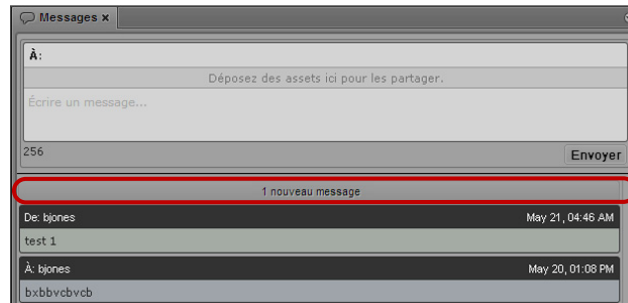 Messages x
À:
Déposez des assets ici pour les partager.
Écrire un message...
256
Envoyer
1 nouveau message
De: bjones May 21, 04:46 AM
test 1
À: bjones May 20, 01:08 PM
bxbbvcbvcb